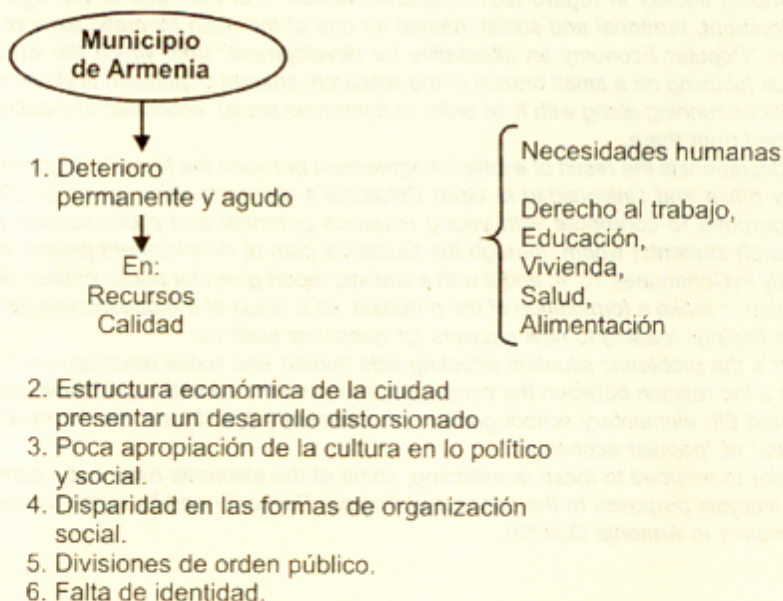 Municipio
de Armenia
1. Deterioro
permanente y agudo
En:
Recursos
Calidad
Necesidades humanas
Derecho al trabajo,
Educación,
Vivienda,
Salud,
Alimentación
2. Estructura económica de la ciudad
presentar un desarrollo distorsionado
3. Poca apropiación de la cultura en lo político
y social.
4. Disparidad en las formas de organización
social.
5. Divisiones de orden público.
6. Falta de identidad.